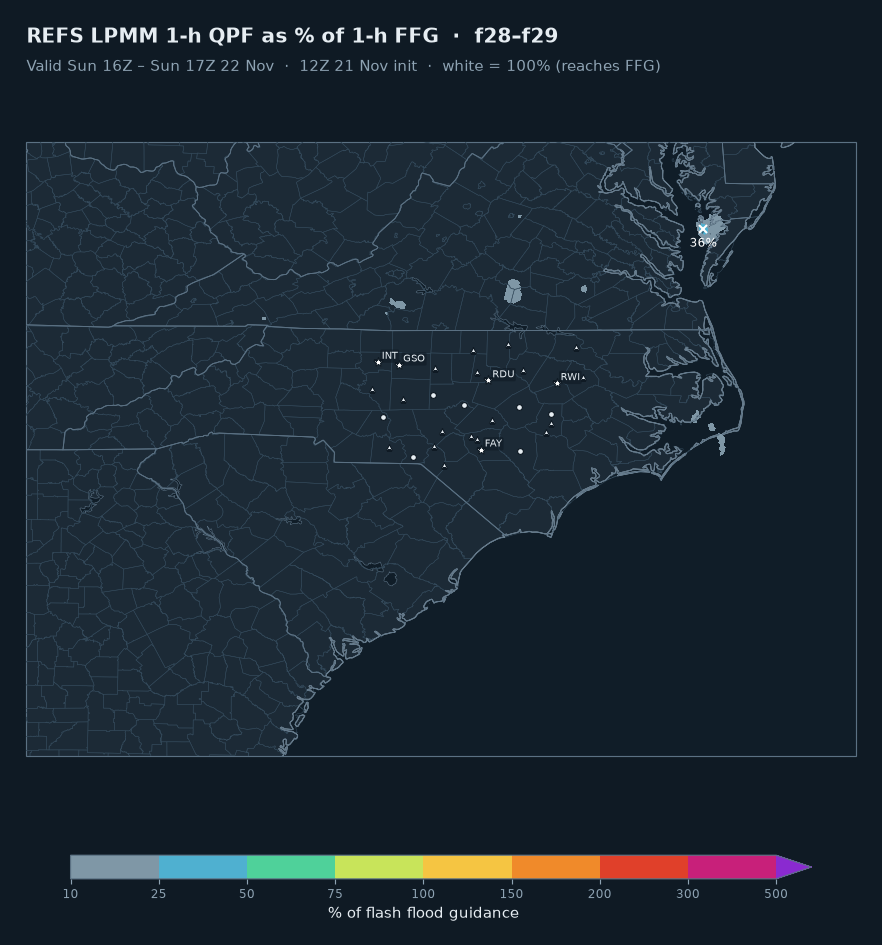 REFS LPMM 1-h QPF as % of 1-h FFG · f28–f29
Valid Sun 16Z – Sun 17Z 22 Nov · 12Z 21 Nov init · white = 100% (reaches FFG)
36%
INT
GSO
RDU
RWI
FAY
10 25 50 75 100 150 200 300 500
% of flash flood guidance